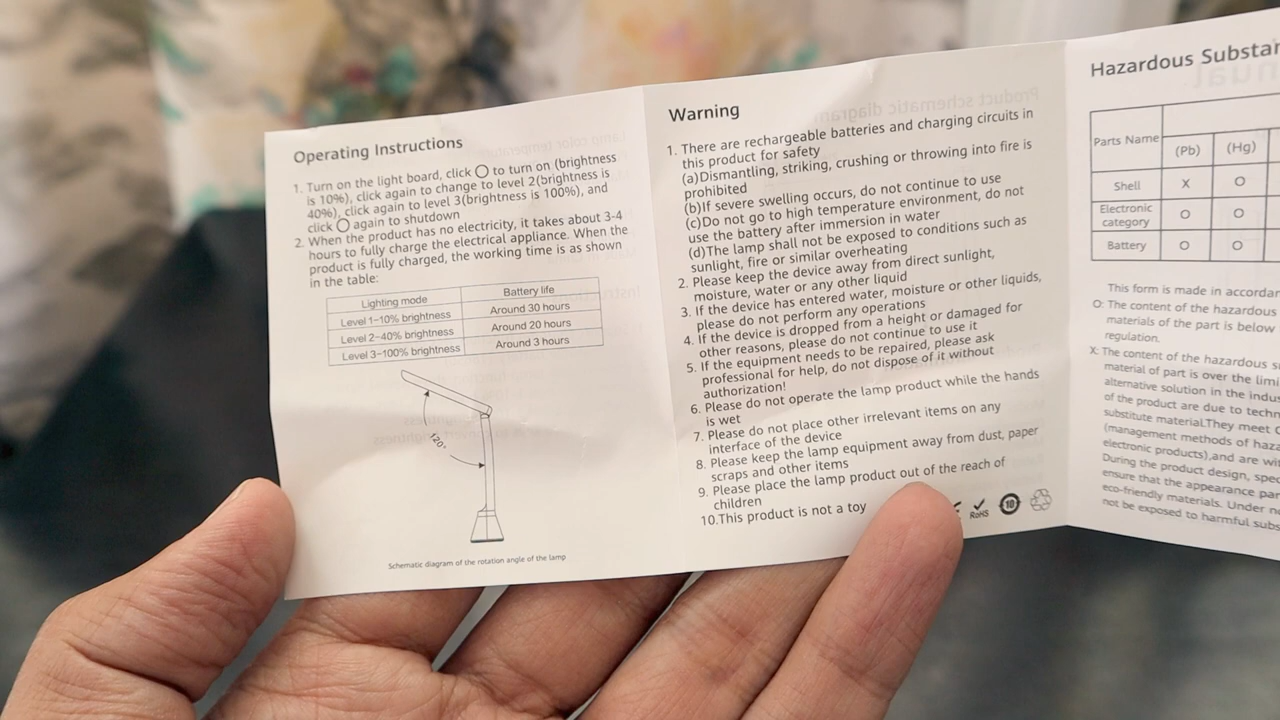 Operating Instructions
1. Turn on the light board, click O to turn on (brightness
is 10%), click again to change to level 2(brightness is
40%), click again to level 3(brightness is 100%), and
click O again to shutdown
2. When the product has no electricity, it takes about 3-4
hours to fully charge the electrical appliance. When the
product is fully charged, the working time is as shown
in the table:
Lighting mode Battery life
Level 1-10% brightness Around 30 hours
Level 2-40% brightness Around 20 hours
Level 3-100% brightness Around 3 hours
120°
Schematic diagram of the rotation angle of the lamp
Warning
1. There are rechargeable batteries and charging circuits in
this product for safety
(a)Dismantling, striking, crushing or throwing into fire is
prohibited
(b)If severe swelling occurs, do not continue to use
(c)Do not go to high temperature environment, do not
use the battery after immersion in water
(d)The lamp shall not be exposed to conditions such as
sunlight, fire or similar overheating
2. Please keep the device away from direct sunlight,
moisture, water or any other liquid
3. If the device has entered water, moisture or other liquids,
please do not perform any operations
4. If the device is dropped from a height or damaged for
other reasons, please do not continue to use it
5. If the equipment needs to be repaired, please ask
professional for help, do not dispose of it without
authorization!
6. Please do not operate the lamp product while the hands
is wet
7. Please do not place other irrelevant items on any
interface of the device
8. Please keep the lamp equipment away from dust, paper
scraps and other items
9. Please place the lamp product out of the reach of
children
10.This product is not a toy
RoHS 10
Hazardous Substan
Parts Name (Pb) (Hg)
Shell X O
Electronic
category O O
Battery O O
This form is made in accordan
O: The content of the hazardous
materials of the part is below
regulation.
X: The content of the hazardous s
material of part is over the limi
alternative solution in the indus
of the product are due to techn
substitute material.They meet
(management methods of haza
electronic products),and are wi
During the product design, spec
ensure that the appearance par
eco-friendly materials. Under n
not be exposed to harmful subs